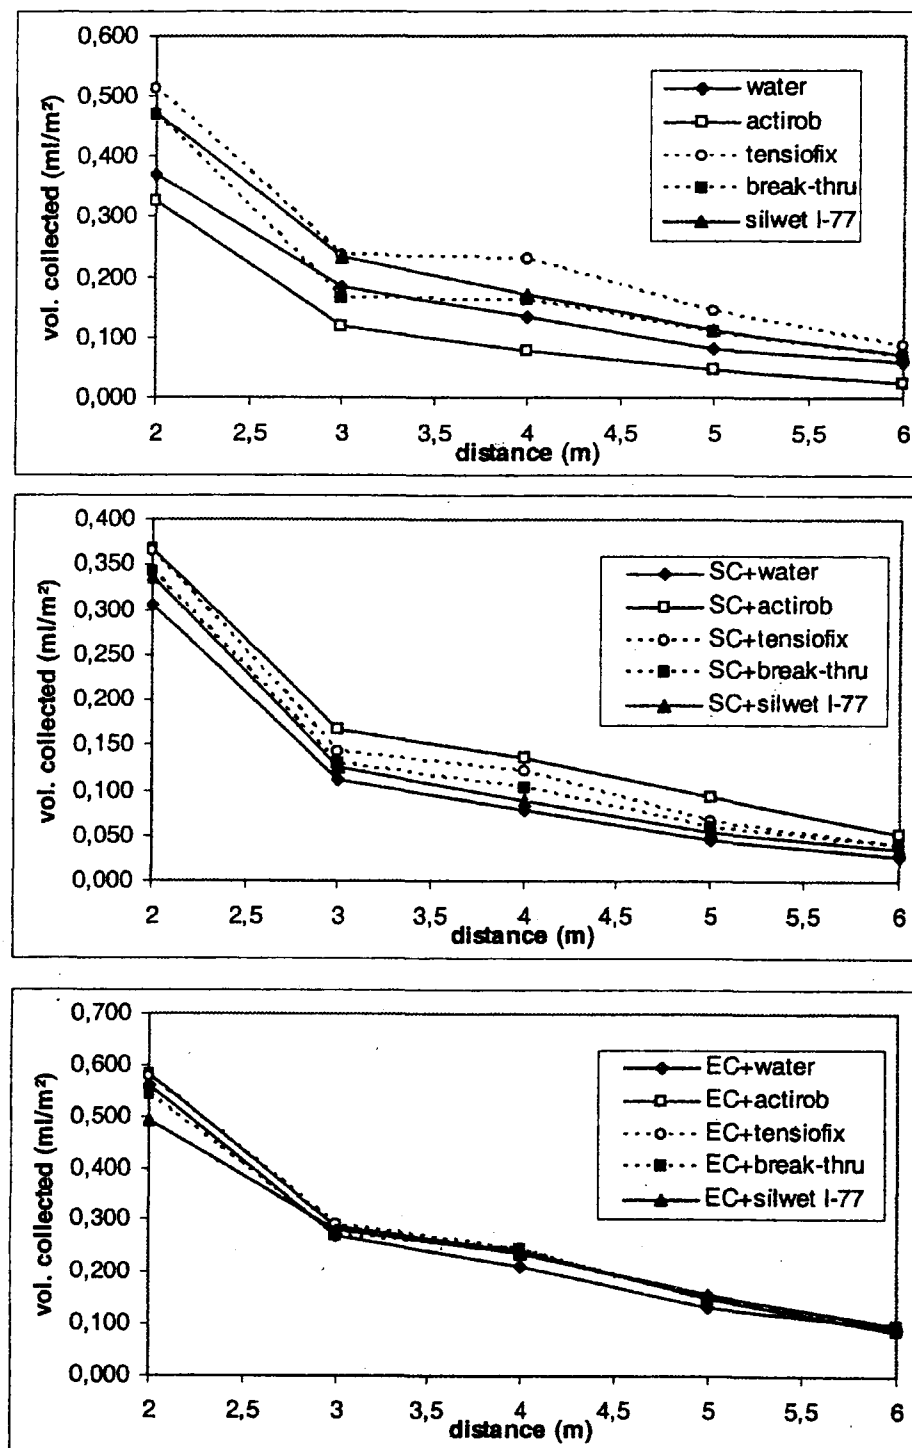 0,600
0,500
0,400
0,300
0,200
0,100
0,000
vol. collected (ml/m²)
water
actirob
tensiofix
break-thru
silwet l-77
2 2,5 3 3,5 4 4,5 5 5,5 6
distance (m)
0,400
0,350
0,300
0,250
0,200
0,150
0,100
0,050
0,000
vol. collected (ml/m²)
SC+water
SC+actirob
SC+tensiofix
SC+break-thru
SC+silwet l-77
2 2,5 3 3,5 4 4,5 5 5,5 6
distance (m)
0,700
0,600
0,500
0,400
0,300
0,200
0,100
0,000
vol. collected (ml/m²)
EC+water
EC+actirob
EC+tensiofix
EC+break-thru
EC+silwet l-77
2 2,5 3 3,5 4 4,5 5 5,5 6
distance (m)